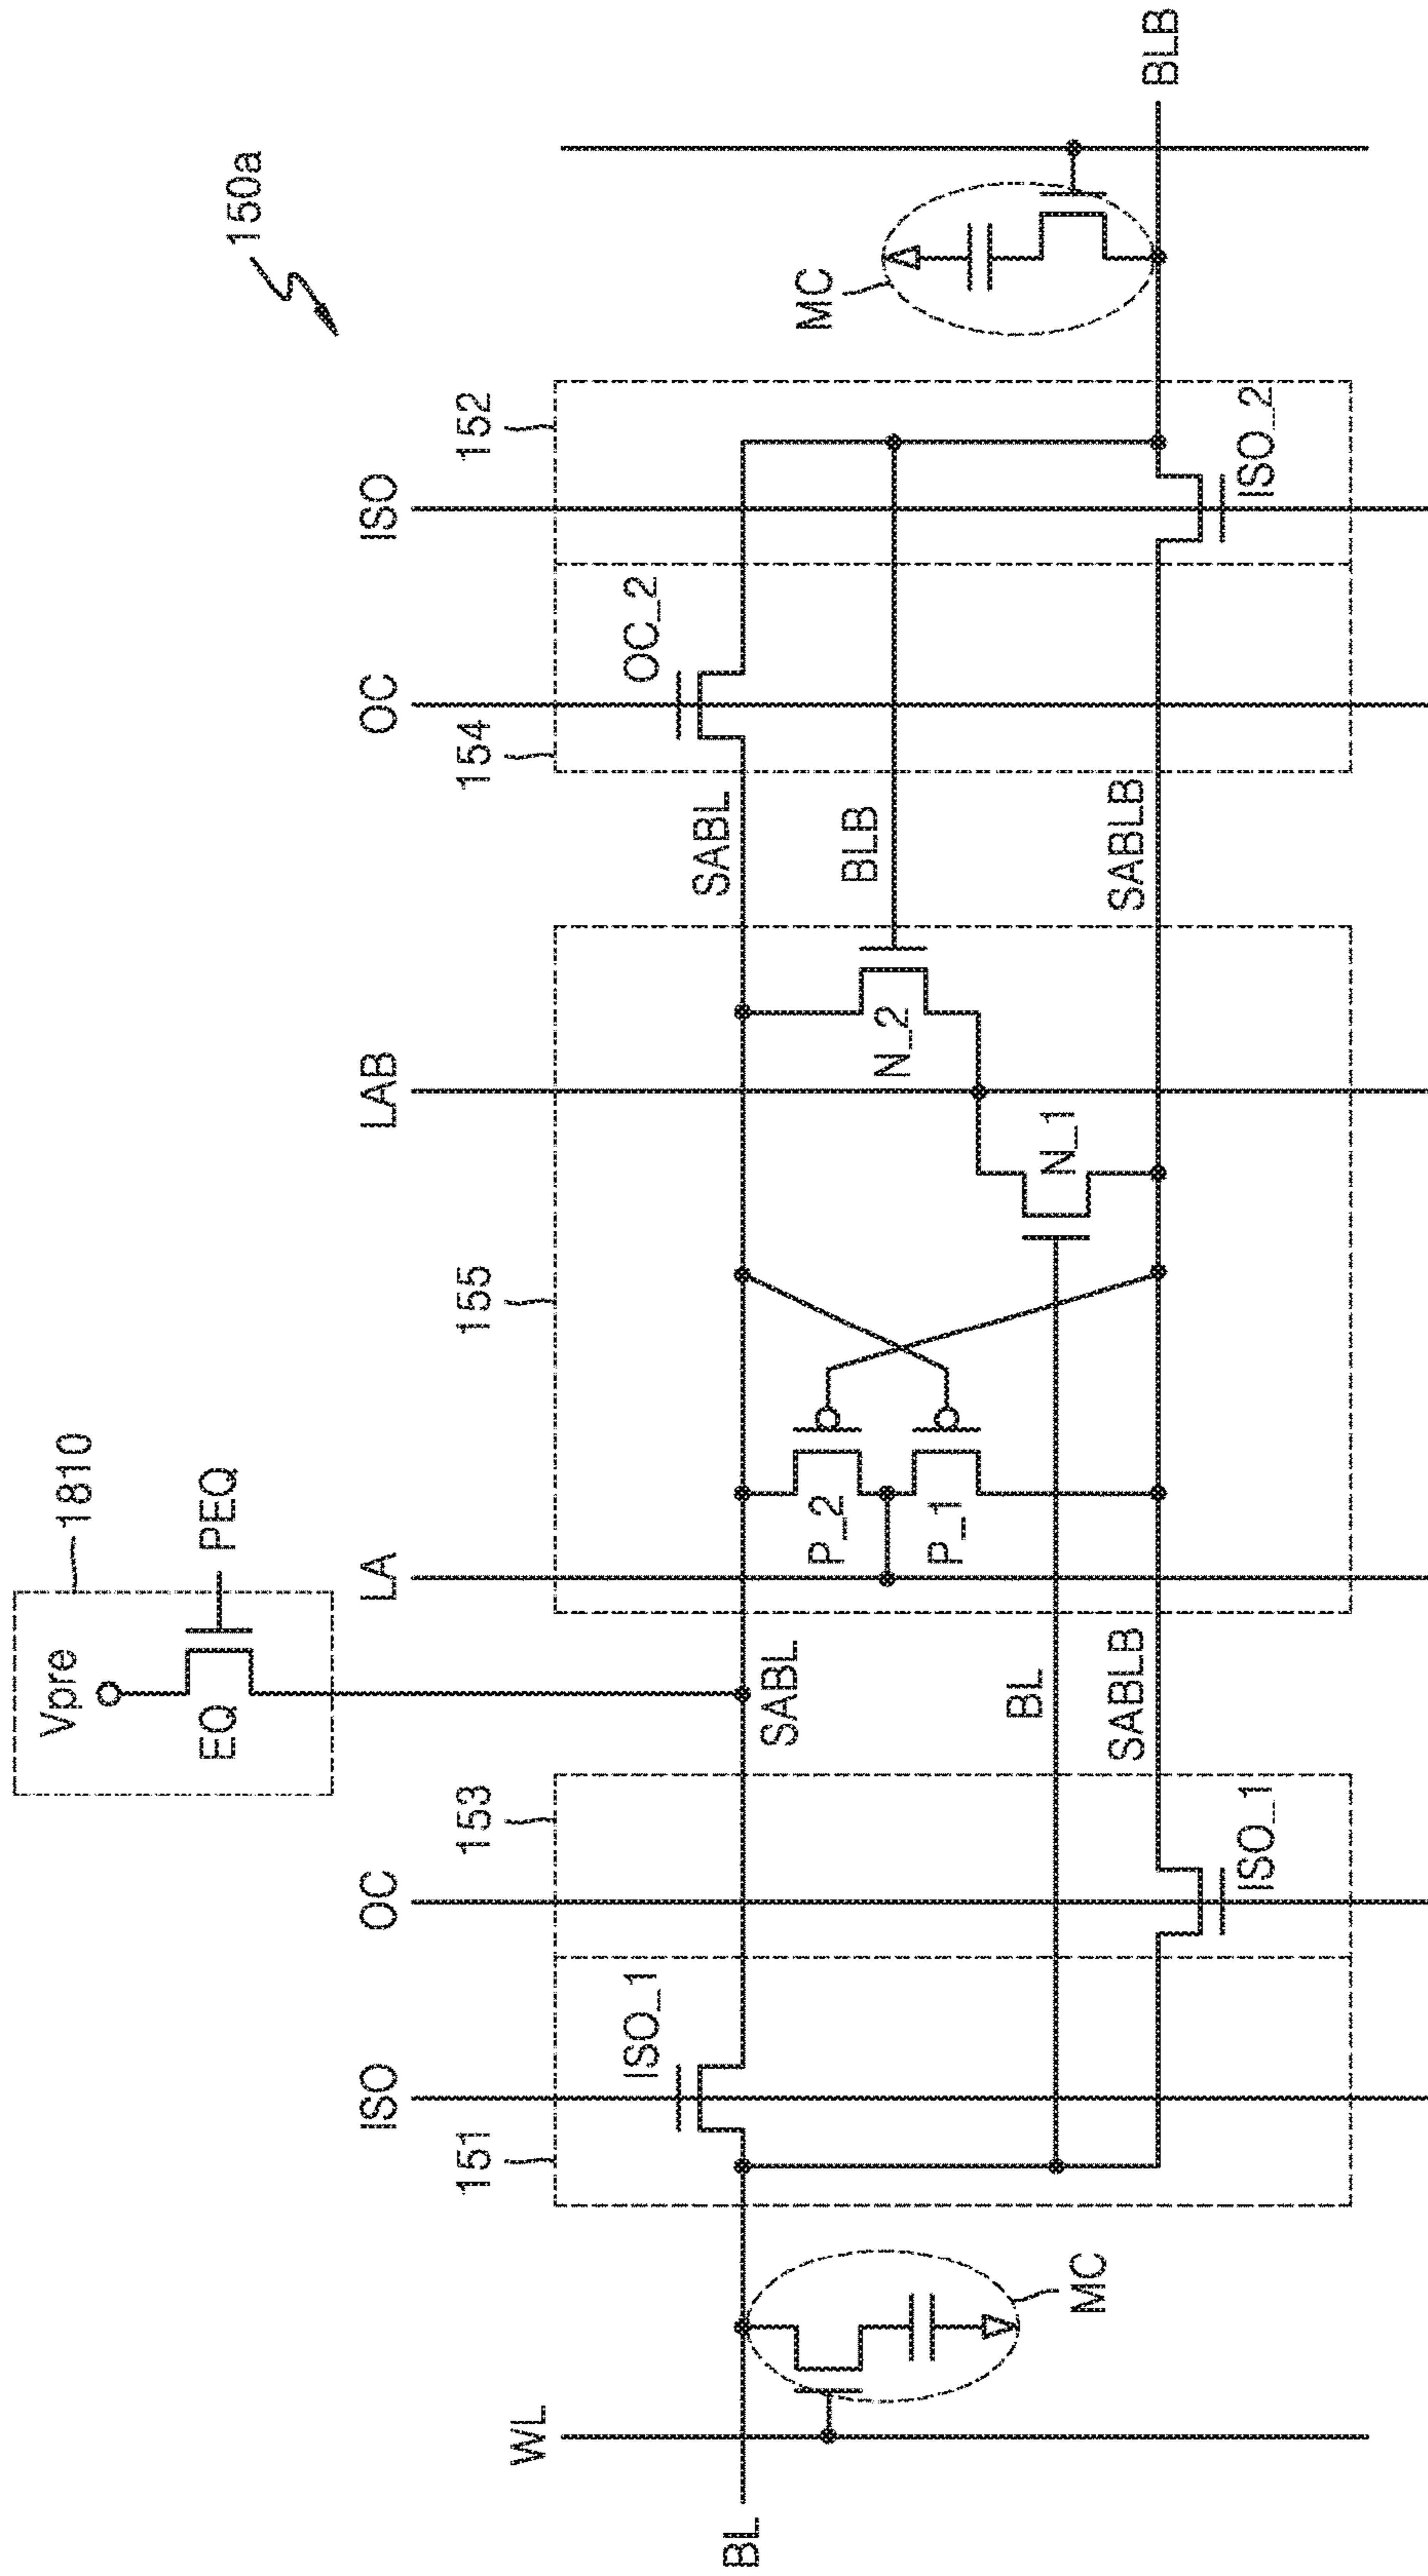 150a
1810
Vpre
EQ
PEQ
ISO
OC
LA
LAB
OC
ISO
WL
151
153
155
154
152
ISO_1
OC_2
SABL
SABL
BL
BLB
MC
P_2
N_2
BLB
P_1
BL
N_1
MC
SABLB
SABLB
BLB
ISO_1
ISO_2